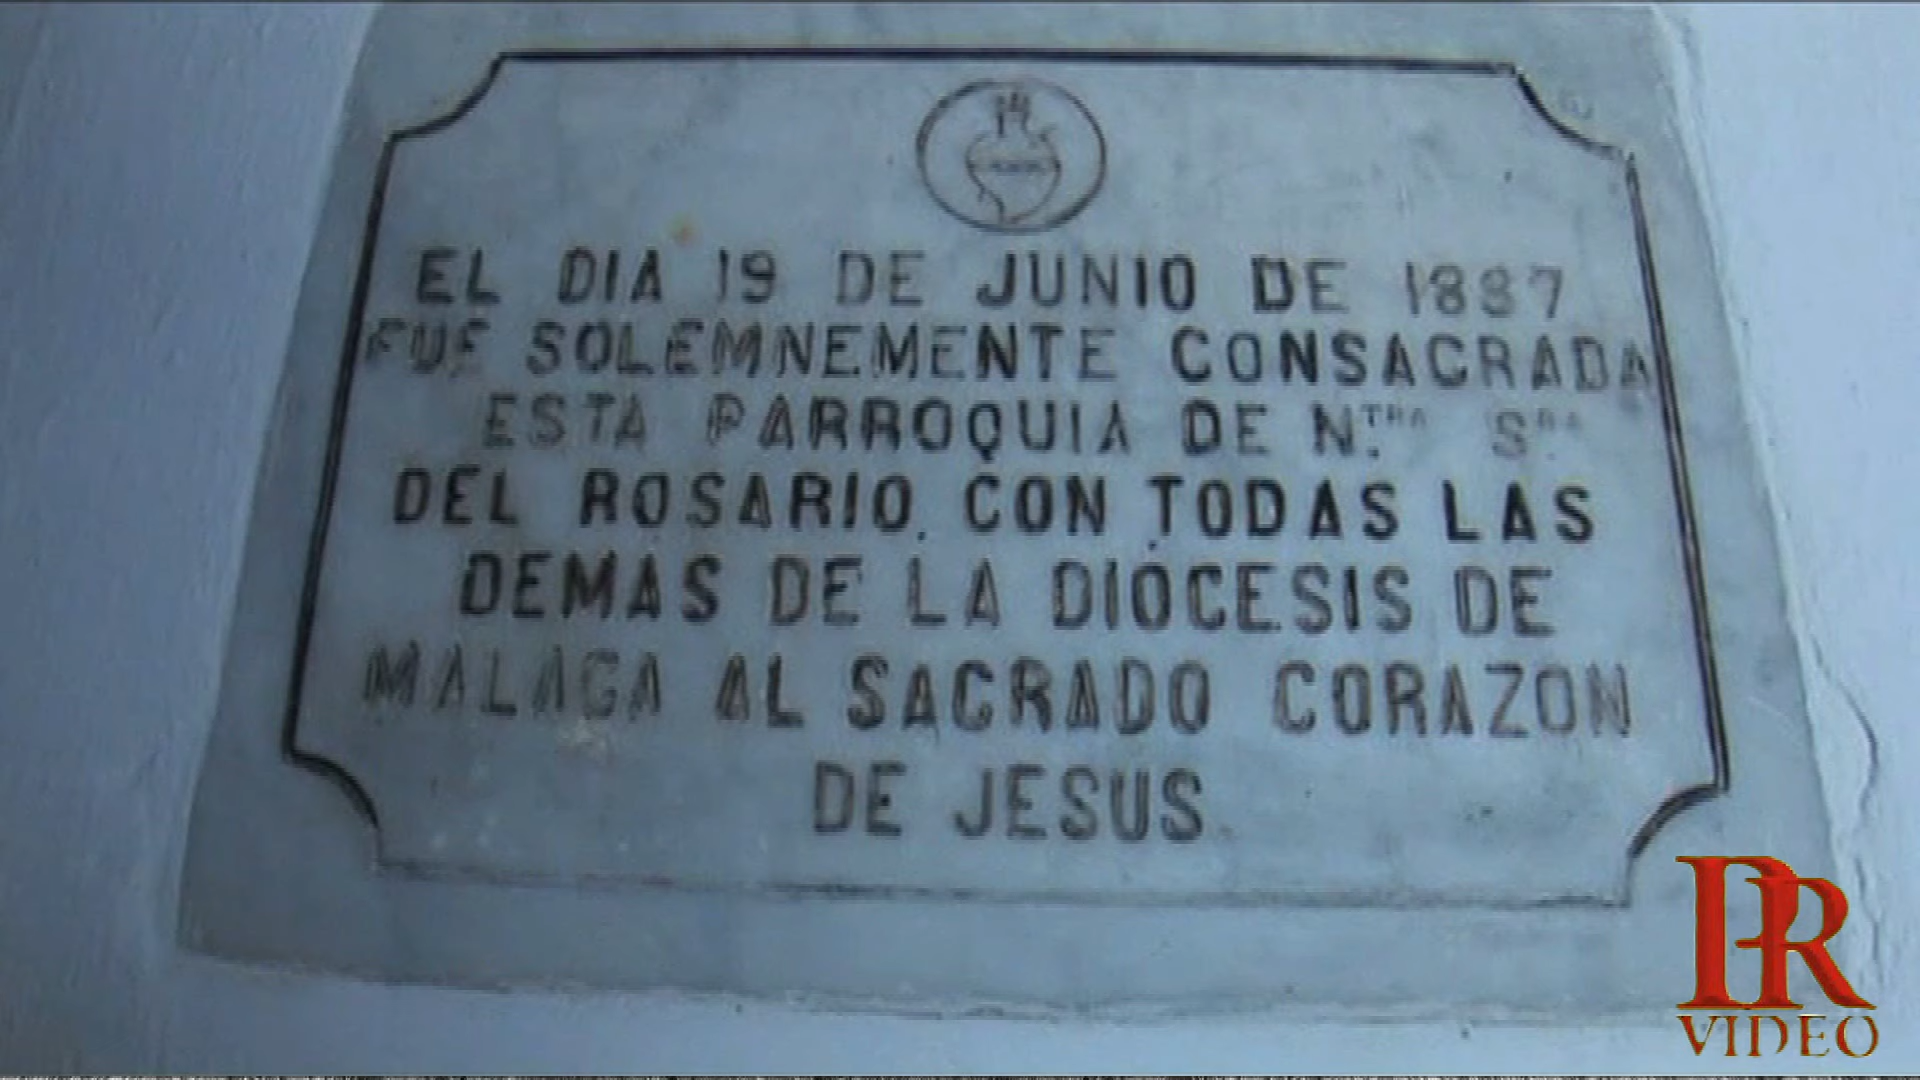 EL DIA 19 DE JUNIO DE 1887
FUE SOLEMNEMENTE CONSACRADA
ESTA PARROQUIA DE N.TRA S.RA
DEL ROSARIO, CON TODAS LAS
DEMAS DE LA DIÓCESIS DE
MALAGA AL SACRADO CORAZON
DE JESUS.
PR
VIDEO